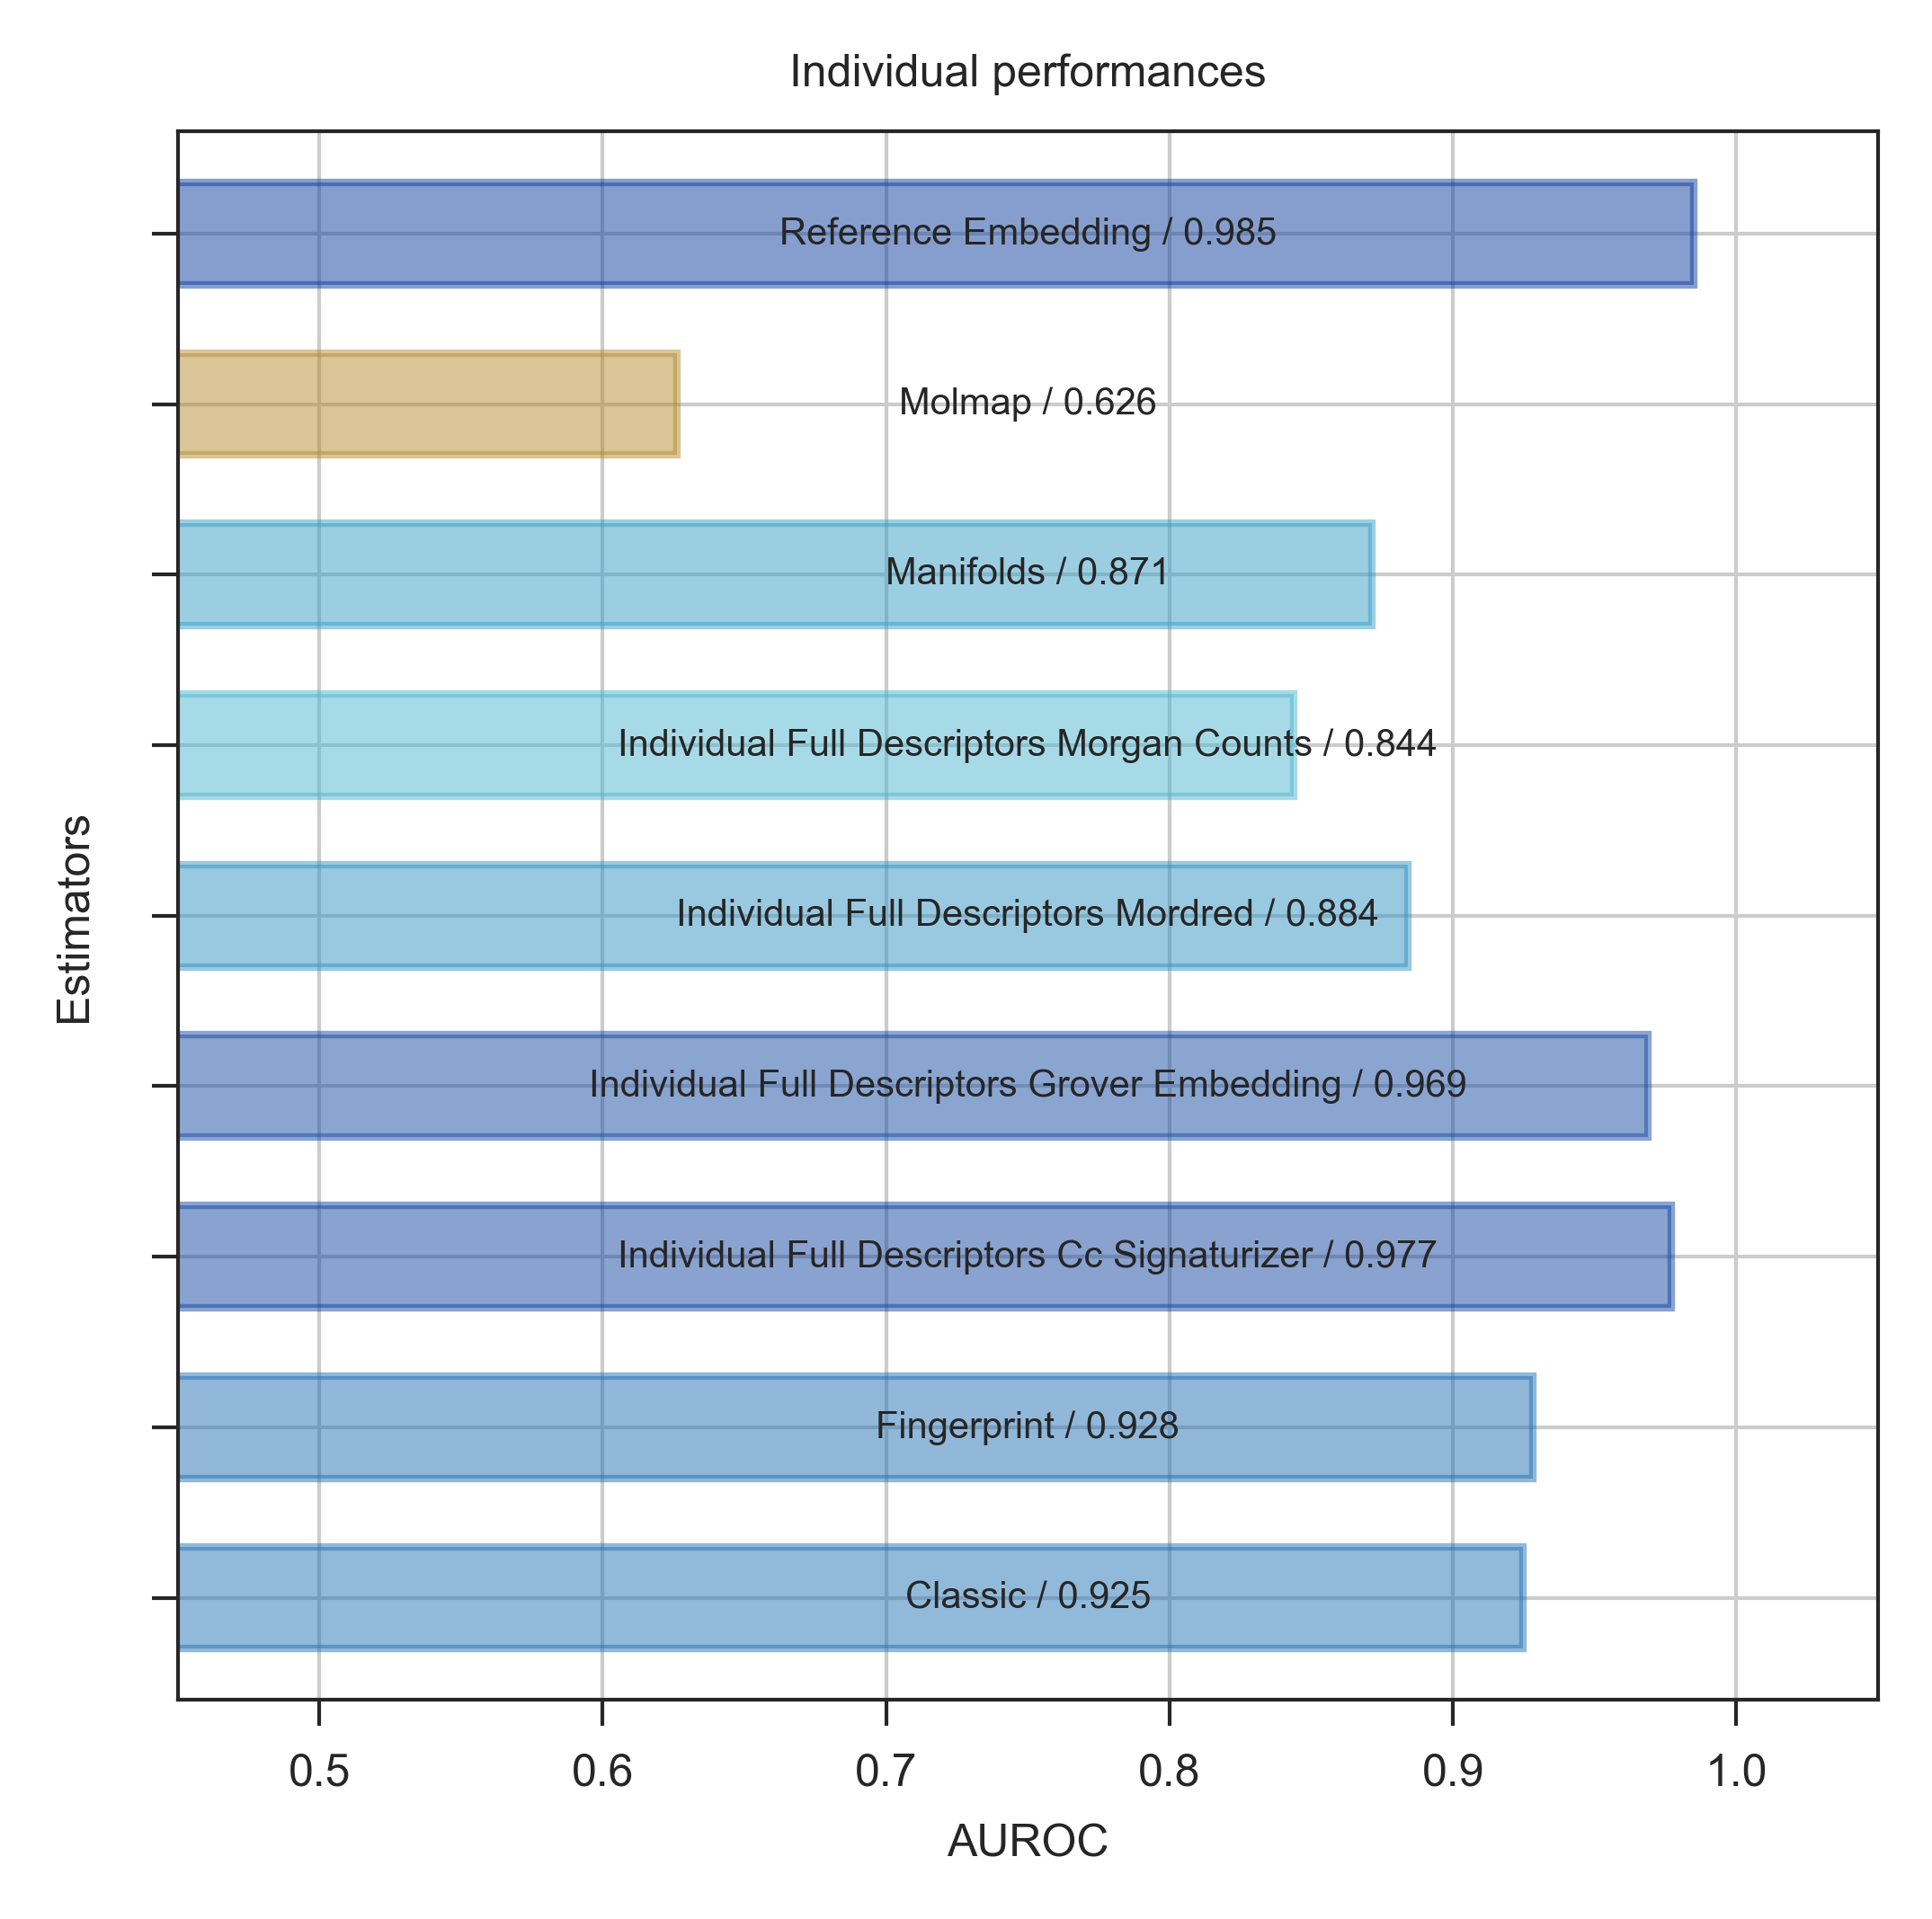 Individual performances
Reference Embedding / 0.985
Molmap / 0.626
Manifolds / 0.871
Individual Full Descriptors Morgan Counts / 0.844
Individual Full Descriptors Mordred / 0.884
Individual Full Descriptors Grover Embedding / 0.969
Individual Full Descriptors Cc Signaturizer / 0.977
Fingerprint / 0.928
Classic / 0.925
Estimators
0.5 0.6 0.7 0.8 0.9 1.0
AUROC